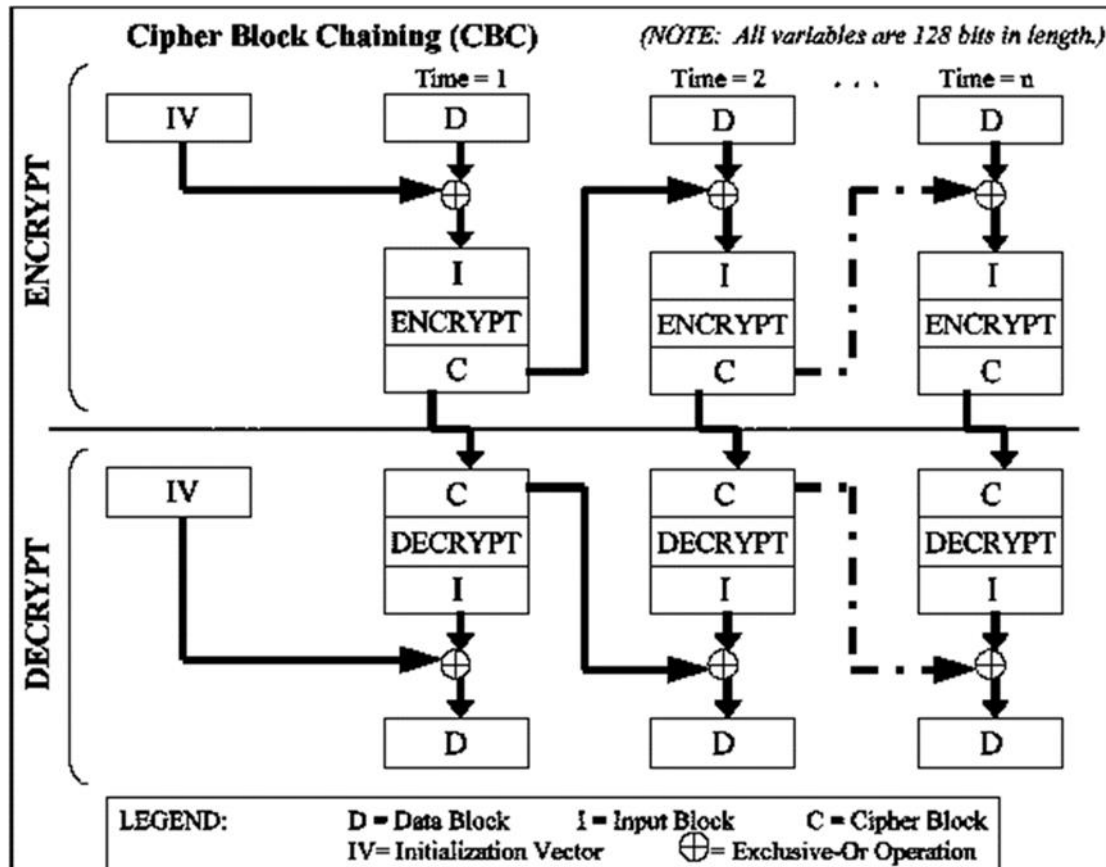 Cipher Block Chaining (CBC) (NOTE: All variables are 128 bits in length.)
Time = 1 Time = 2 . . . Time = n
ENCRYPT
IV D D D
I I I
ENCRYPT ENCRYPT ENCRYPT
C C C
DECRYPT
IV C C C
DECRYPT DECRYPT DECRYPT
I I I
D D D
LEGEND: D = Data Block I = Input Block C = Cipher Block
IV= Initialization Vector ⊕= Exclusive-Or Operation